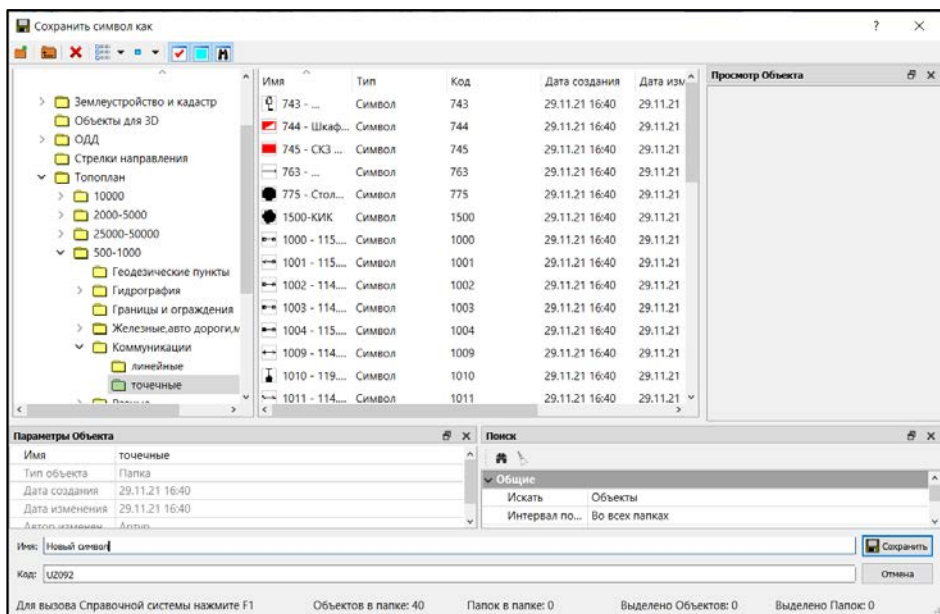 Сохранить символ как
Землеустройство и кадастр
Объекты для 3D
ОДД
Стрелки направления
Топоплан
10000
2000-5000
25000-50000
500-1000
Геодезические пункты
Гидрография
Границы и ограждения
Железные,авто дороги,м
Коммуникации
линейные
точечные
Имя Тип Код Дата создания Дата изм
743 - ... Символ 743 29.11.21 16:40 29.11.21
744 - Шкаф... Символ 744 29.11.21 16:40 29.11.21
745 - СКЗ ... Символ 745 29.11.21 16:40 29.11.21
763 - ... Символ 763 29.11.21 16:40 29.11.21
775 - Стол... Символ 775 29.11.21 16:40 29.11.21
1500-КИК Символ 1500 29.11.21 16:40 29.11.21
1000 - 115.... Символ 1000 29.11.21 16:40 29.11.21
1001 - 115.... Символ 1001 29.11.21 16:40 29.11.21
1002 - 114.... Символ 1002 29.11.21 16:40 29.11.21
1003 - 114.... Символ 1003 29.11.21 16:40 29.11.21
1004 - 115.... Символ 1004 29.11.21 16:40 29.11.21
1009 - 114.... Символ 1009 29.11.21 16:40 29.11.21
1010 - 119.... Символ 1010 29.11.21 16:40 29.11.21
1011 - 114.... Символ 1011 29.11.21 16:40 29.11.21
Просмотр Объекта
Параметры Объекта
Имя точечные
Тип объекта Папка
Дата создания 29.11.21 16:40
Дата изменения 29.11.21 16:40
Поиск
Общие
Искать Объекты
Интервал по... Во всех папках
Имя: Новый символ Сохранить
Код: UZ092 Отмена
Для вызова Справочной системы нажмите F1 Объектов в папке: 40 Папок в папке: 0 Выделено Объектов: 0 Выделено Папок: 0